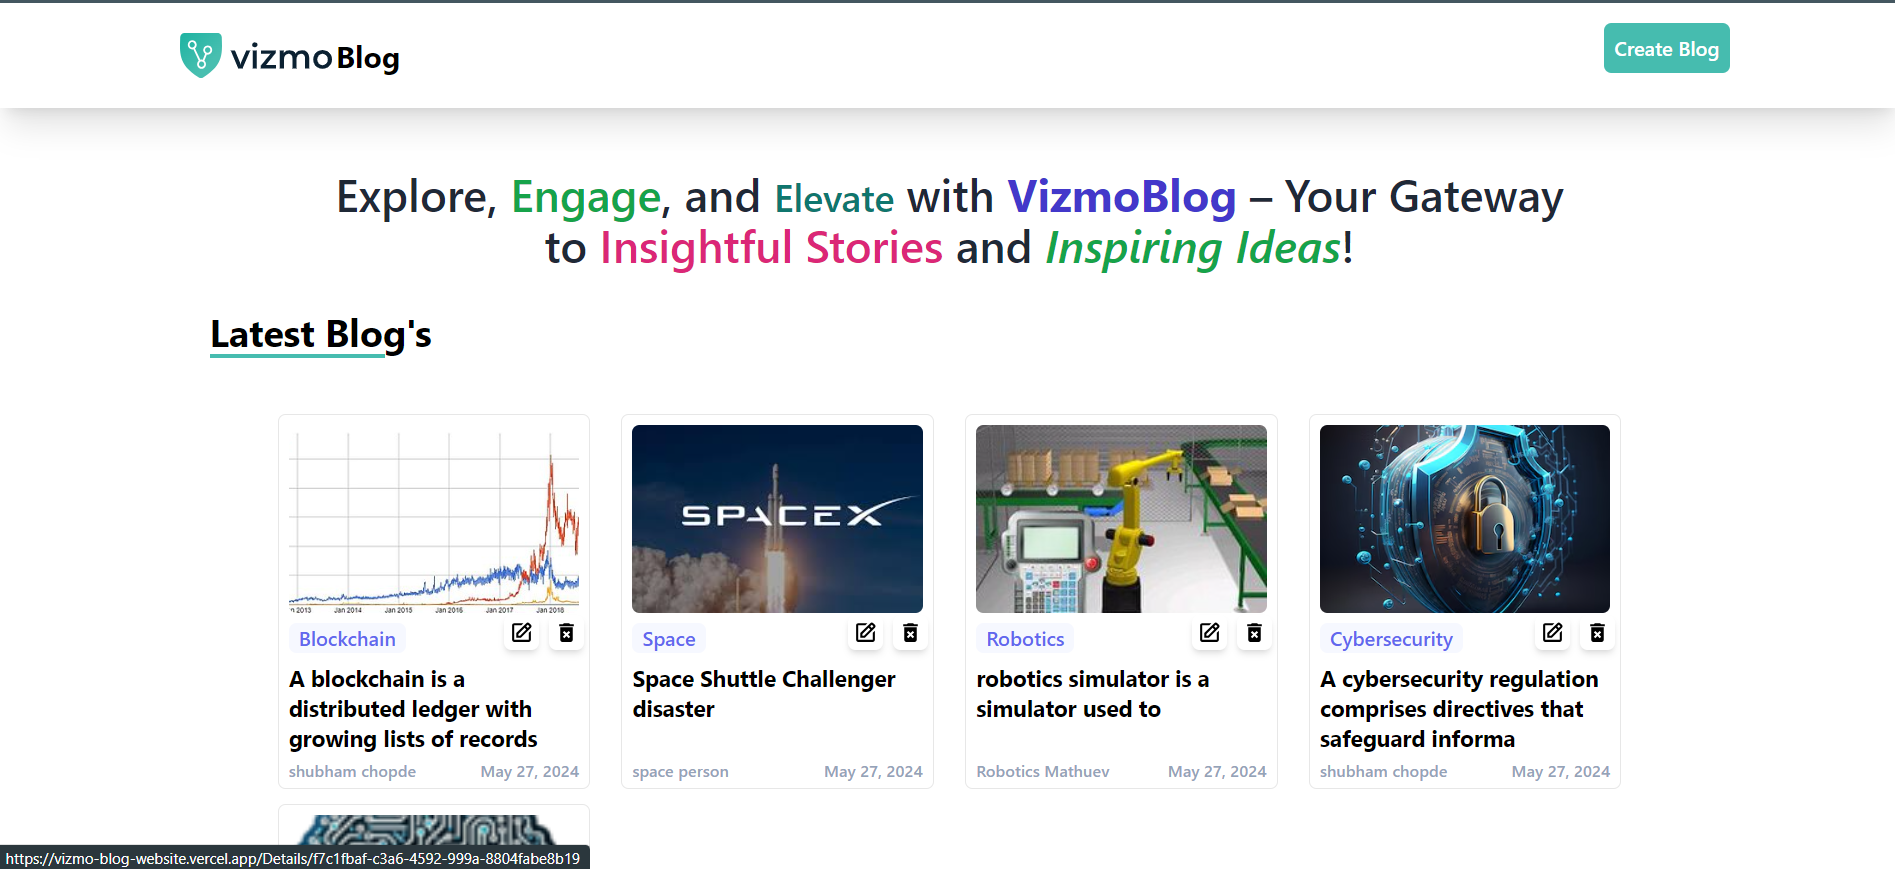 vizmo Blog
Create Blog
Explore, Engage, and Elevate with VizmoBlog – Your Gateway
to Insightful Stories and Inspiring Ideas!
Latest Blog's
n 2013 Jan 2014 Jan 2015 Jan 2016 Jan 2017 Jan 2018
Blockchain
A blockchain is a
distributed ledger with
growing lists of records
shubham chopde May 27, 2024
SPACEX
Space
Space Shuttle Challenger
disaster
space person May 27, 2024
Robotics
robotics simulator is a
simulator used to
Robotics Mathuev May 27, 2024
Cybersecurity
A cybersecurity regulation
comprises directives that
safeguard informa
shubham chopde May 27, 2024
https://vizmo-blog-website.vercel.app/Details/f7c1fbaf-c3a6-4592-999a-8804fabe8b19